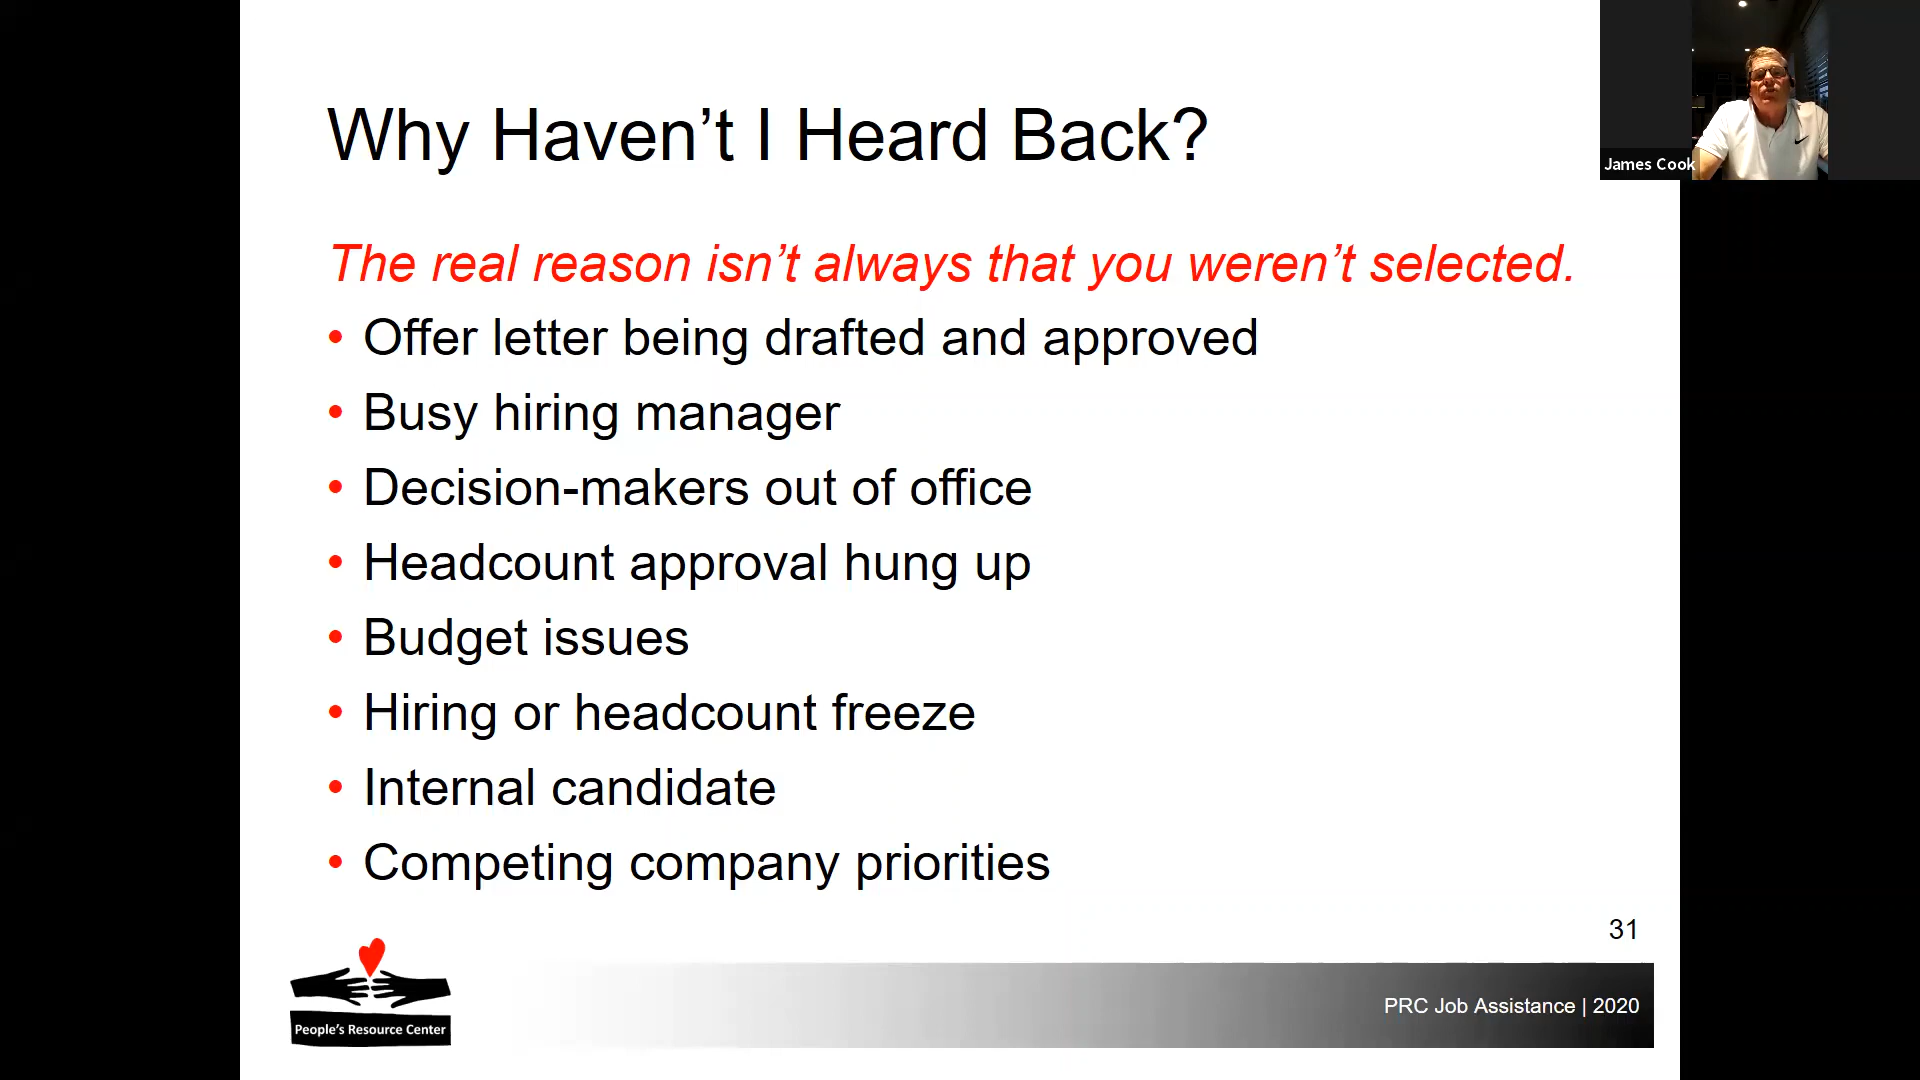 Why Haven’t I Heard Back?
James Cook
The real reason isn’t always that you weren’t selected.
• Offer letter being drafted and approved
• Busy hiring manager
• Decision-makers out of office
• Headcount approval hung up
• Budget issues
• Hiring or headcount freeze
• Internal candidate
• Competing company priorities
31
People’s Resource Center
PRC Job Assistance | 2020